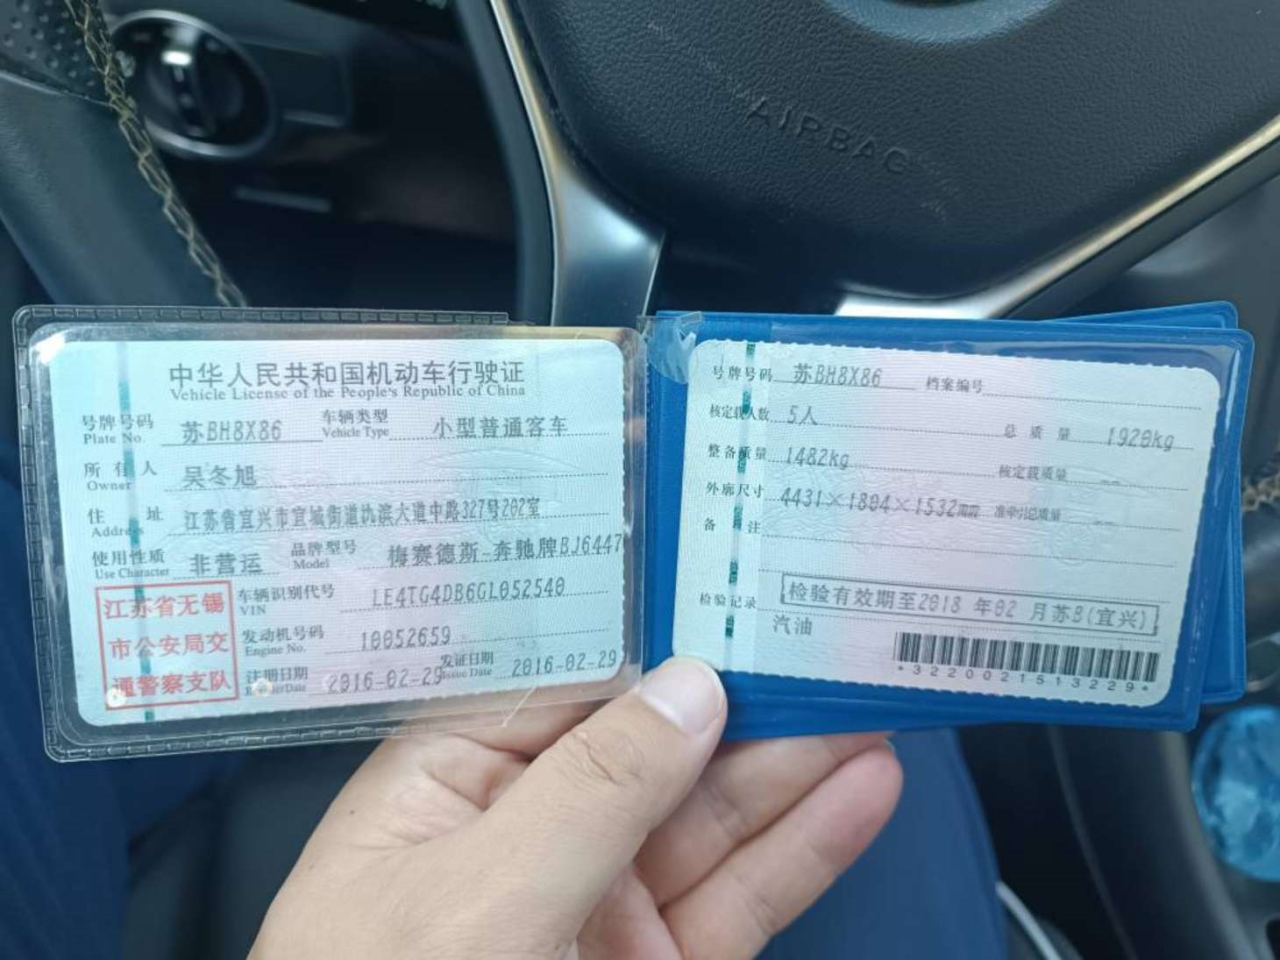 AIRBAG
中华人民共和国机动车行驶证
Vehicle License of the People's Republic of China
号牌号码 苏BH8X86 车辆类型 小型普通客车
Plate No. Vehicle Type
所有人 吴冬旭
Owner
住址 江苏省宜兴市宜城街道氿滨大道中路327号202室
Address
使用性质 非营运 品牌型号 梅赛德斯-奔驰牌BJ6447
Use Character Model
江苏省无锡
市公安局交
通警察支队
车辆识别代号 LE4TG4DB6GL052540
VIN
发动机号码 10052659
Engine No.
注册日期 2016-02-29 发证日期 2016-02-29
Issue Date
号牌号码 苏BH8X86 档案编号
核定载人数 5人 总质量 1920kg
整备质量 1482kg 核定载质量 --
外廓尺寸 4431×1804×1532mm 准牵引总质量 --
备注
检验记录 检验有效期至2018年02月苏B(宜兴)
汽油
*3220021513229*